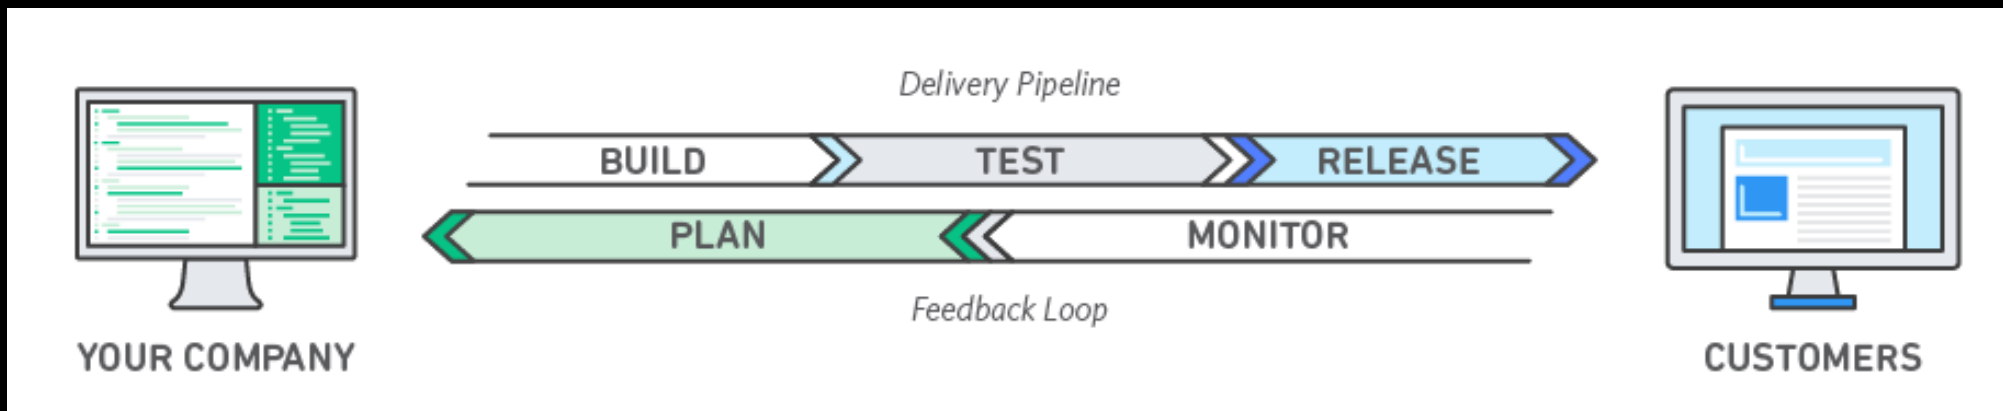 Delivery Pipeline
BUILD TEST RELEASE
PLAN MONITOR
Feedback Loop
YOUR COMPANY
CUSTOMERS